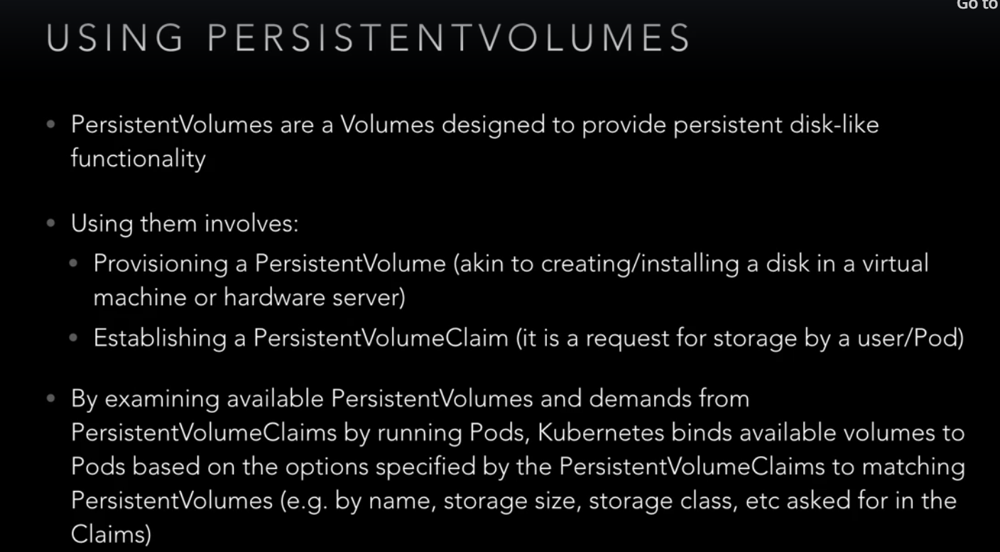 Go to
USING PERSISTENTVOLUMES
PersistentVolumes are a Volumes designed to provide persistent disk-like
functionality
Using them involves:
Provisioning a PersistentVolume (akin to creating/installing a disk in a virtual
machine or hardware server)
Establishing a PersistentVolumeClaim (it is a request for storage by a user/Pod)
By examining available PersistentVolumes and demands from
PersistentVolumeClaims by running Pods, Kubernetes binds available volumes to
Pods based on the options specified by the PersistentVolumeClaims to matching
PersistentVolumes (e.g. by name, storage size, storage class, etc asked for in the
Claims)